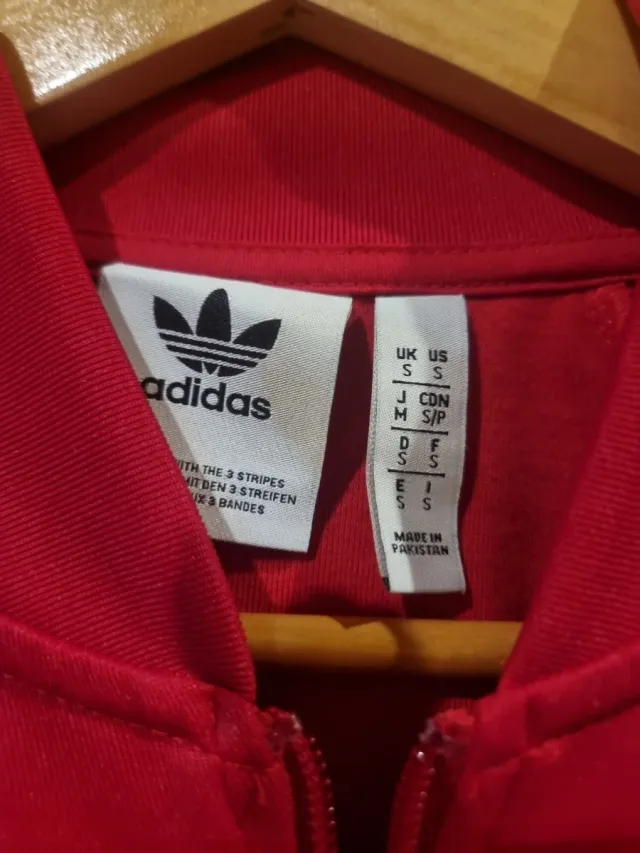 adidas
WITH THE 3 STRIPES
MIT DEN 3 STREIFEN
AUX 3 BANDES
UK US
S S
J CDN
M S/P
D F
S S
E I
S S
MADE IN
PAKISTAN